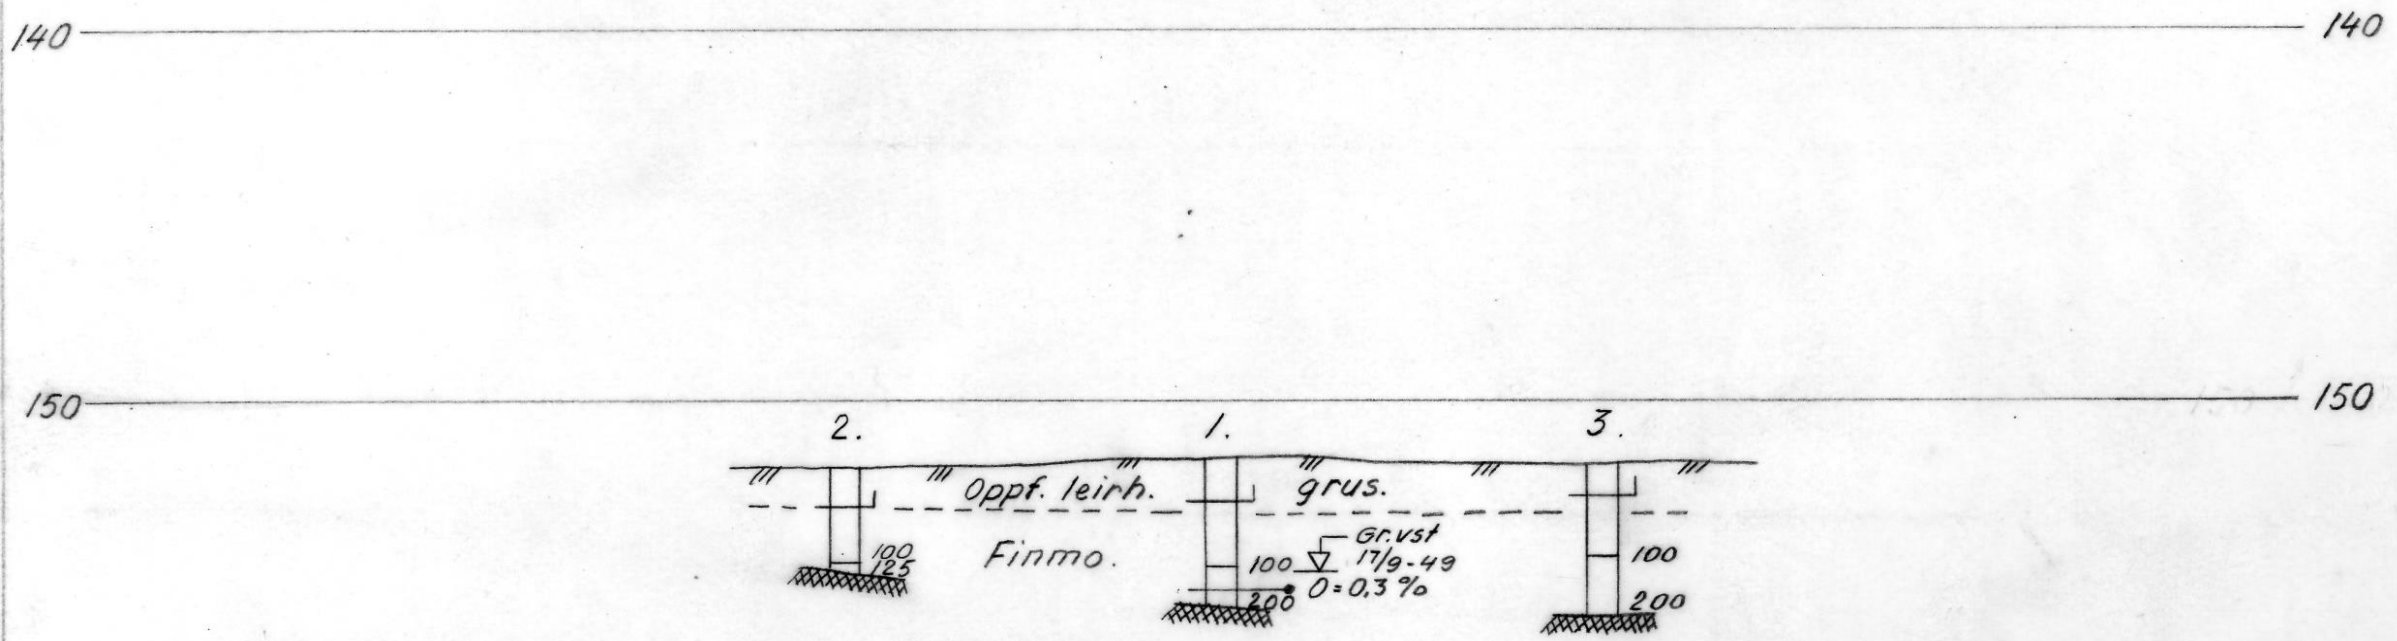 140 140
150 150
2. 1. 3.
Oppf. leirh. grus.
Gr.vst
17/9-49
Finmo.
100
125
100
0=0.3 %
200
100
200